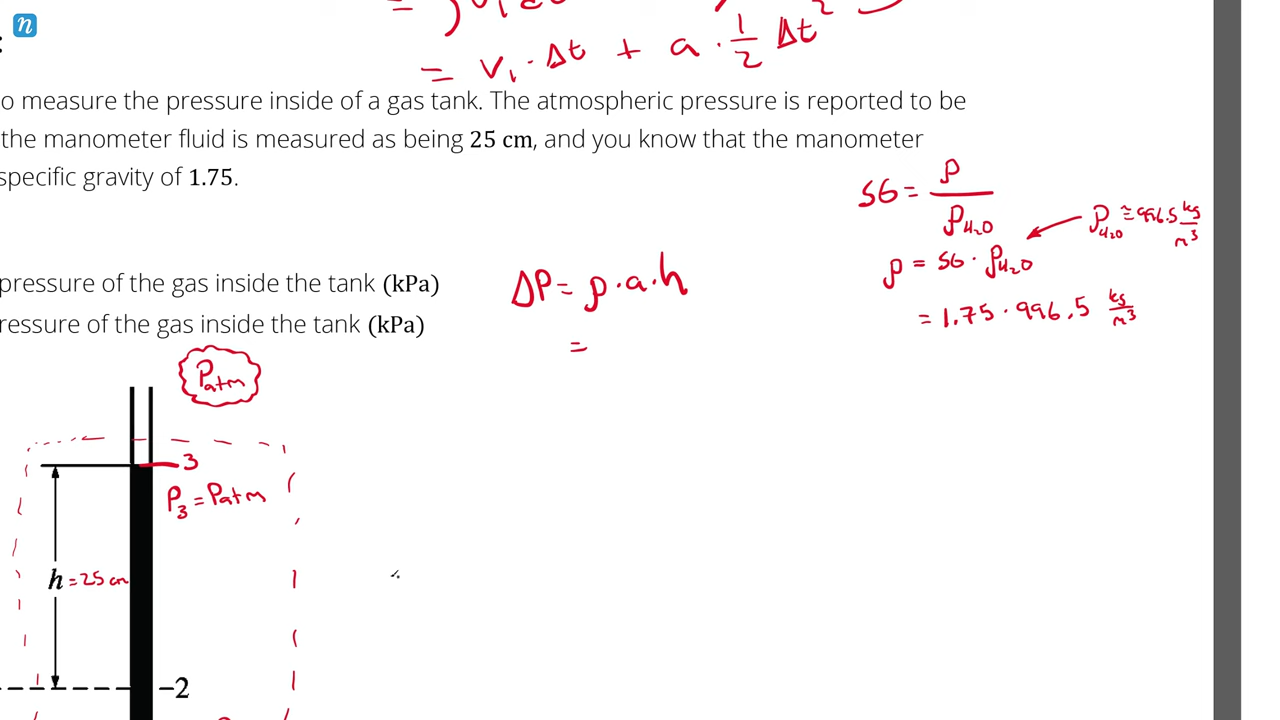 n
= v₁ · Δt + a · 1/2 Δt²
o measure the pressure inside of a gas tank. The atmospheric pressure is reported to be
the manometer fluid is measured as being 25 cm, and you know that the manometer
specific gravity of 1.75.
SG = ρ / ρH₂O
ρH₂O ≅ 996.5 kg/m³
ρ = SG · ρH₂O
= 1.75 · 996.5 kg/m³
pressure of the gas inside the tank (kPa)
ressure of the gas inside the tank (kPa)
ΔP = ρ · a · h
=
Patm
3
P₃ = Patm
h = 25 cm
-2